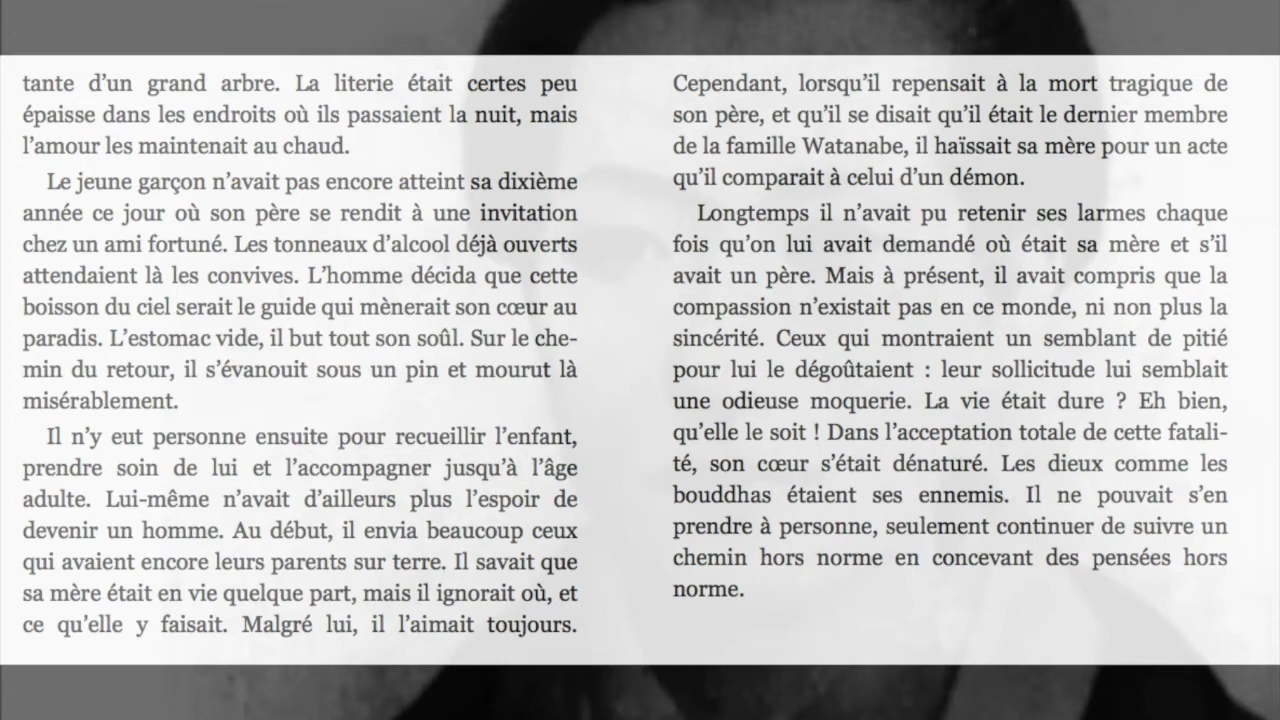 tante d’un grand arbre. La literie était certes peu
épaisse dans les endroits où ils passaient la nuit, mais
l’amour les maintenait au chaud.
Le jeune garçon n’avait pas encore atteint sa dixième
année ce jour où son père se rendit à une invitation
chez un ami fortuné. Les tonneaux d’alcool déjà ouverts
attendaient là les convives. L’homme décida que cette
boisson du ciel serait le guide qui mènerait son cœur au
paradis. L’estomac vide, il but tout son soûl. Sur le che-
min du retour, il s’évanouit sous un pin et mourut là
misérablement.
Il n’y eut personne ensuite pour recueillir l’enfant,
prendre soin de lui et l’accompagner jusqu’à l’âge
adulte. Lui-même n’avait d’ailleurs plus l’espoir de
devenir un homme. Au début, il envia beaucoup ceux
qui avaient encore leurs parents sur terre. Il savait que
sa mère était en vie quelque part, mais il ignorait où, et
ce qu’elle y faisait. Malgré lui, il l’aimait toujours.
Cependant, lorsqu’il repensait à la mort tragique de
son père, et qu’il se disait qu’il était le dernier membre
de la famille Watanabe, il haïssait sa mère pour un acte
qu’il comparait à celui d’un démon.
Longtemps il n’avait pu retenir ses larmes chaque
fois qu’on lui avait demandé où était sa mère et s’il
avait un père. Mais à présent, il avait compris que la
compassion n’existait pas en ce monde, ni non plus la
sincérité. Ceux qui montraient un semblant de pitié
pour lui le dégoûtaient : leur sollicitude lui semblait
une odieuse moquerie. La vie était dure ? Eh bien,
qu’elle le soit ! Dans l’acceptation totale de cette fatali-
té, son cœur s’était dénaturé. Les dieux comme les
bouddhas étaient ses ennemis. Il ne pouvait s’en
prendre à personne, seulement continuer de suivre un
chemin hors norme en concevant des pensées hors
norme.